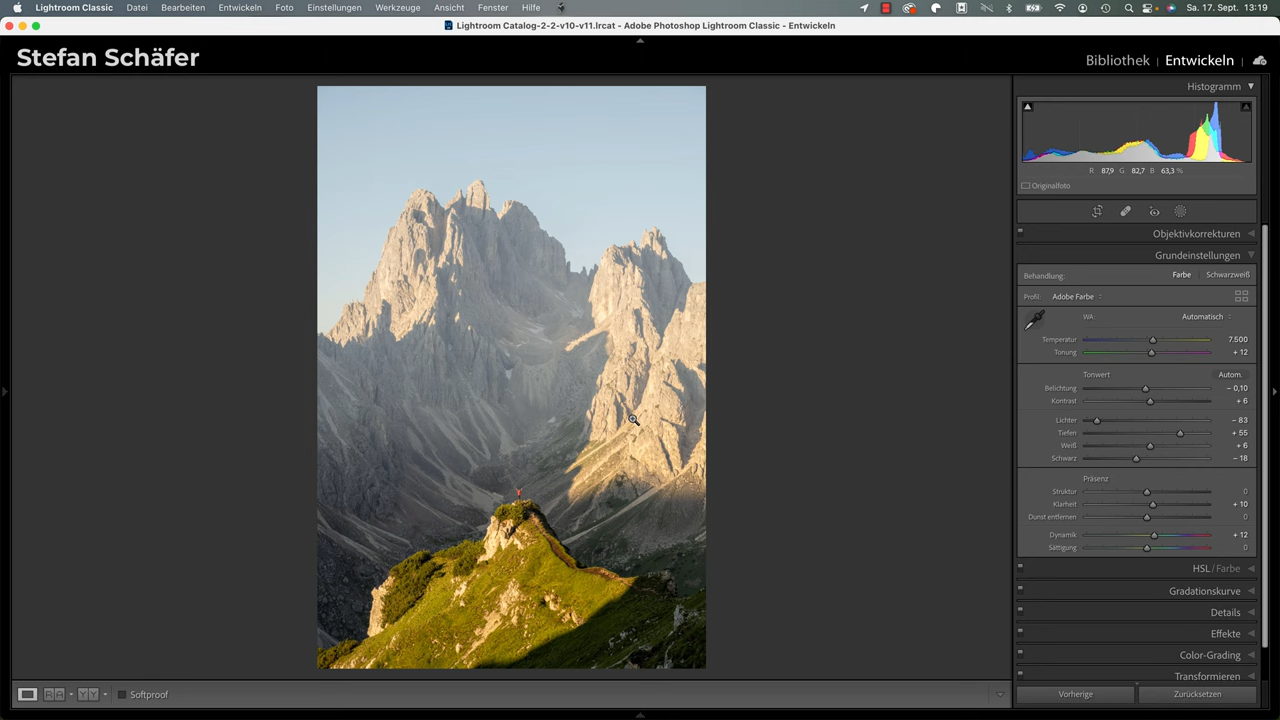 Lightroom Classic Datei Bearbeiten Entwickeln Foto Einstellungen Werkzeuge Ansicht Fenster Hilfe Sa. 17. Sept. 13:19
Lightroom Catalog-2-2-v10-v11.lrcat - Adobe Photoshop Lightroom Classic - Entwickeln
Stefan Schäfer
Bibliothek | Entwickeln |
Histogramm
R 87,9 G 82,7 B 63,3 %
Originalfoto
Objektivkorrekturen
Grundeinstellungen
Behandlung: Farbe Schwarzweiß
Profil: Adobe Farbe
WA: Automatisch
Temperatur 7.500
Tonung + 12
Tonwert Autom.
Belichtung − 0,10
Kontrast + 6
Lichter − 83
Tiefen + 55
Weiß + 6
Schwarz − 18
Präsenz
Struktur 0
Klarheit + 10
Dunst entfernen 0
Dynamik + 12
Sättigung 0
HSL / Farbe
Gradationskurve
Details
Effekte
Color-Grading
Transformieren
RA YY Softproof Vorherige Zurücksetzen